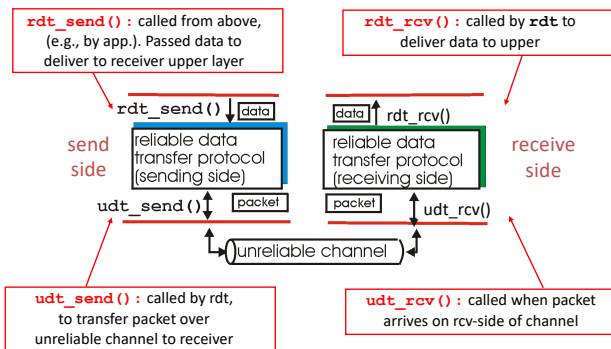 rdt_send(): called from above,
(e.g., by app.). Passed data to
deliver to receiver upper layer
rdt_rcv(): called by rdt to
deliver data to upper
rdt_send()
data
data
rdt_rcv()
send
side
reliable data
transfer protocol
(sending side)
reliable data
transfer protocol
(receiving side)
receive
side
udt_send()
packet
packet
udt_rcv()
unreliable channel
udt_send(): called by rdt,
to transfer packet over
unreliable channel to receiver
udt_rcv(): called when packet
arrives on rcv-side of channel